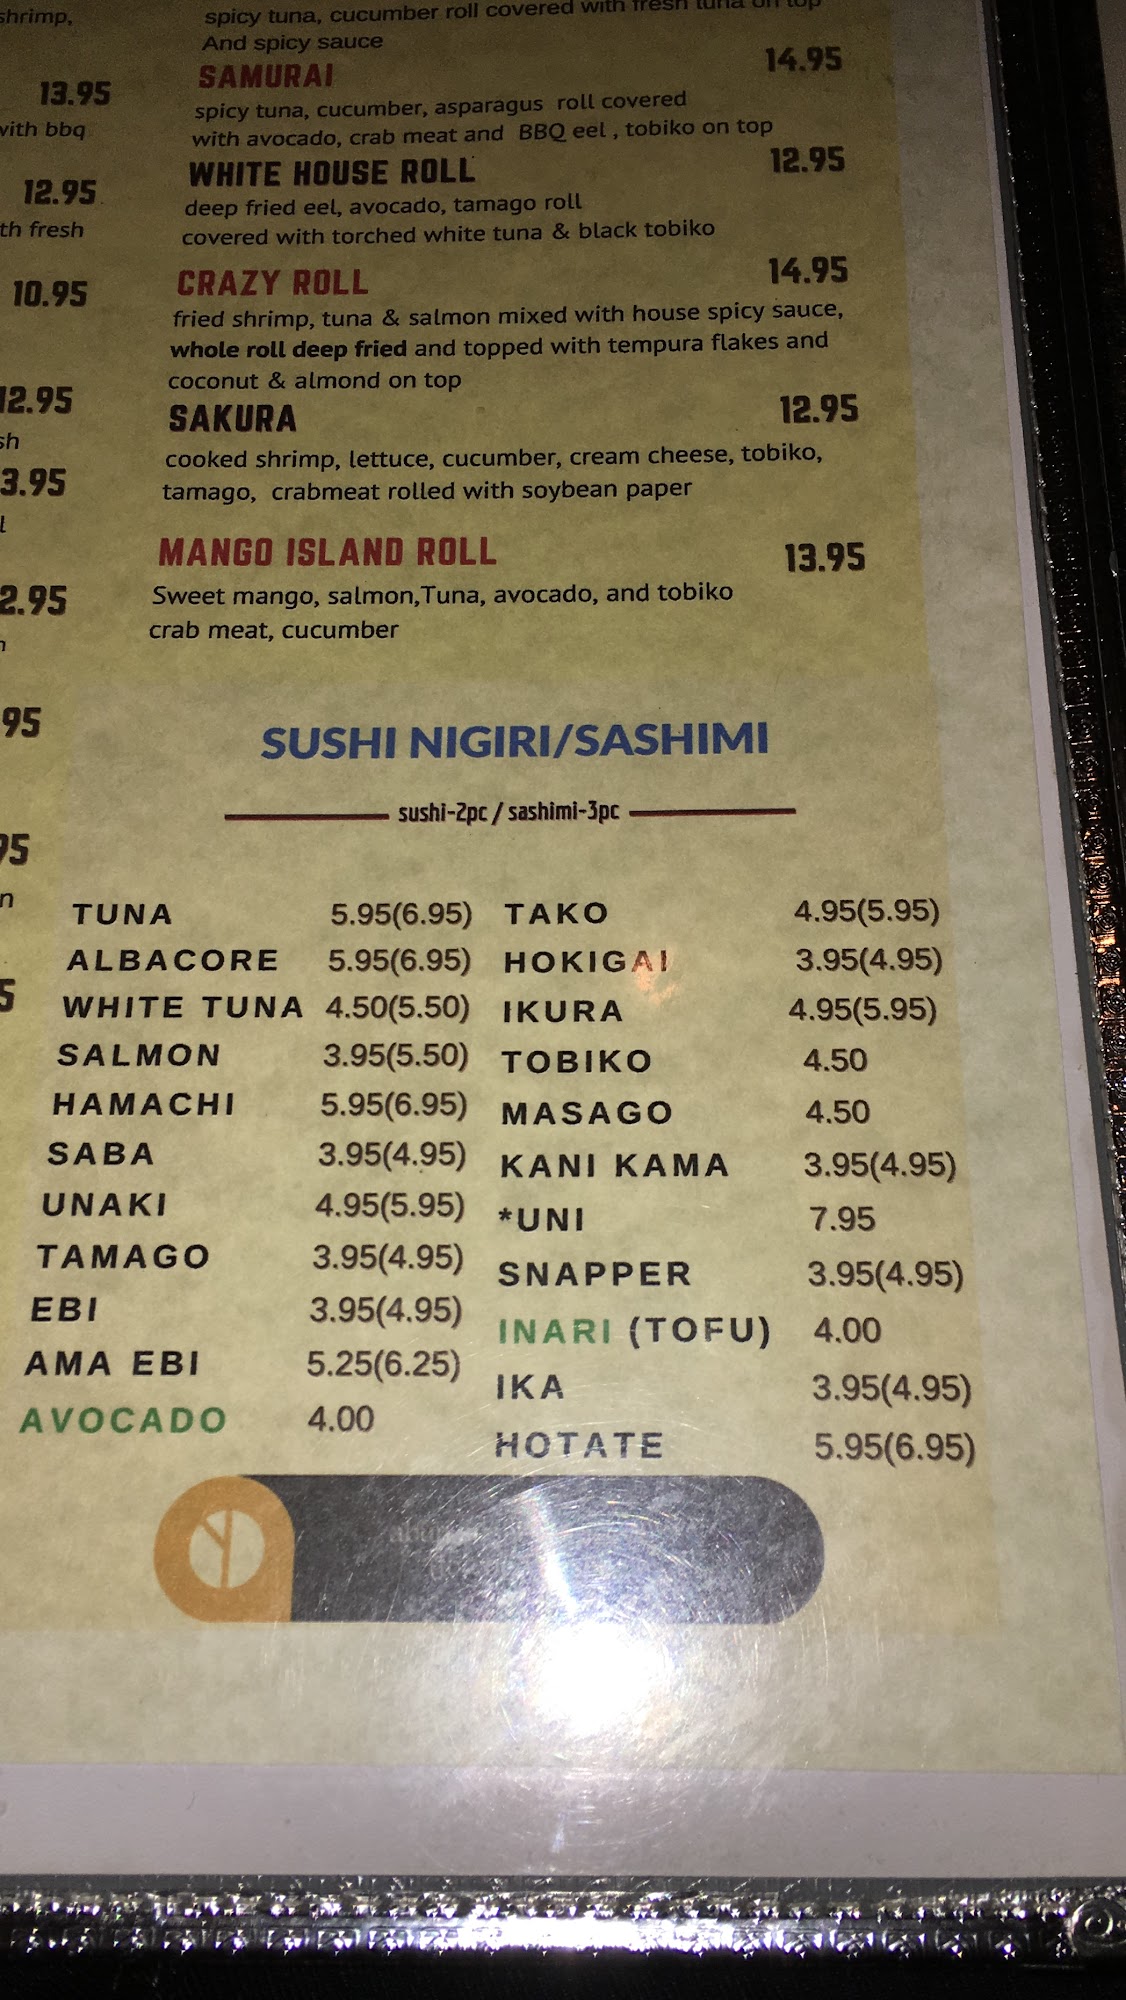 shrimp,
13.95
with bbq
12.95
th fresh
10.95
12.95
sh
3.95
2.95
95
95
n
5
spicy tuna, cucumber roll covered with fresh tuna on top
And spicy sauce
SAMURAI 14.95
spicy tuna, cucumber, asparagus roll covered
with avocado, crab meat and BBQ eel , tobiko on top
WHITE HOUSE ROLL 12.95
deep fried eel, avocado, tamago roll
covered with torched white tuna & black tobiko
CRAZY ROLL 14.95
fried shrimp, tuna & salmon mixed with house spicy sauce,
whole roll deep fried and topped with tempura flakes and
coconut & almond on top
SAKURA 12.95
cooked shrimp, lettuce, cucumber, cream cheese, tobiko,
tamago, crabmeat rolled with soybean paper
MANGO ISLAND ROLL 13.95
Sweet mango, salmon,Tuna, avocado, and tobiko
crab meat, cucumber
SUSHI NIGIRI/SASHIMI
sushi-2pc / sashimi-3pc
TUNA 5.95(6.95)
ALBACORE 5.95(6.95)
WHITE TUNA 4.50(5.50)
SALMON 3.95(5.50)
HAMACHI 5.95(6.95)
SABA 3.95(4.95)
UNAKI 4.95(5.95)
TAMAGO 3.95(4.95)
EBI 3.95(4.95)
AMA EBI 5.25(6.25)
AVOCADO 4.00
TAKO 4.95(5.95)
HOKIGAI 3.95(4.95)
IKURA 4.95(5.95)
TOBIKO 4.50
MASAGO 4.50
KANI KAMA 3.95(4.95)
*UNI 7.95
SNAPPER 3.95(4.95)
INARI (TOFU) 4.00
IKA 3.95(4.95)
HOTATE 5.95(6.95)